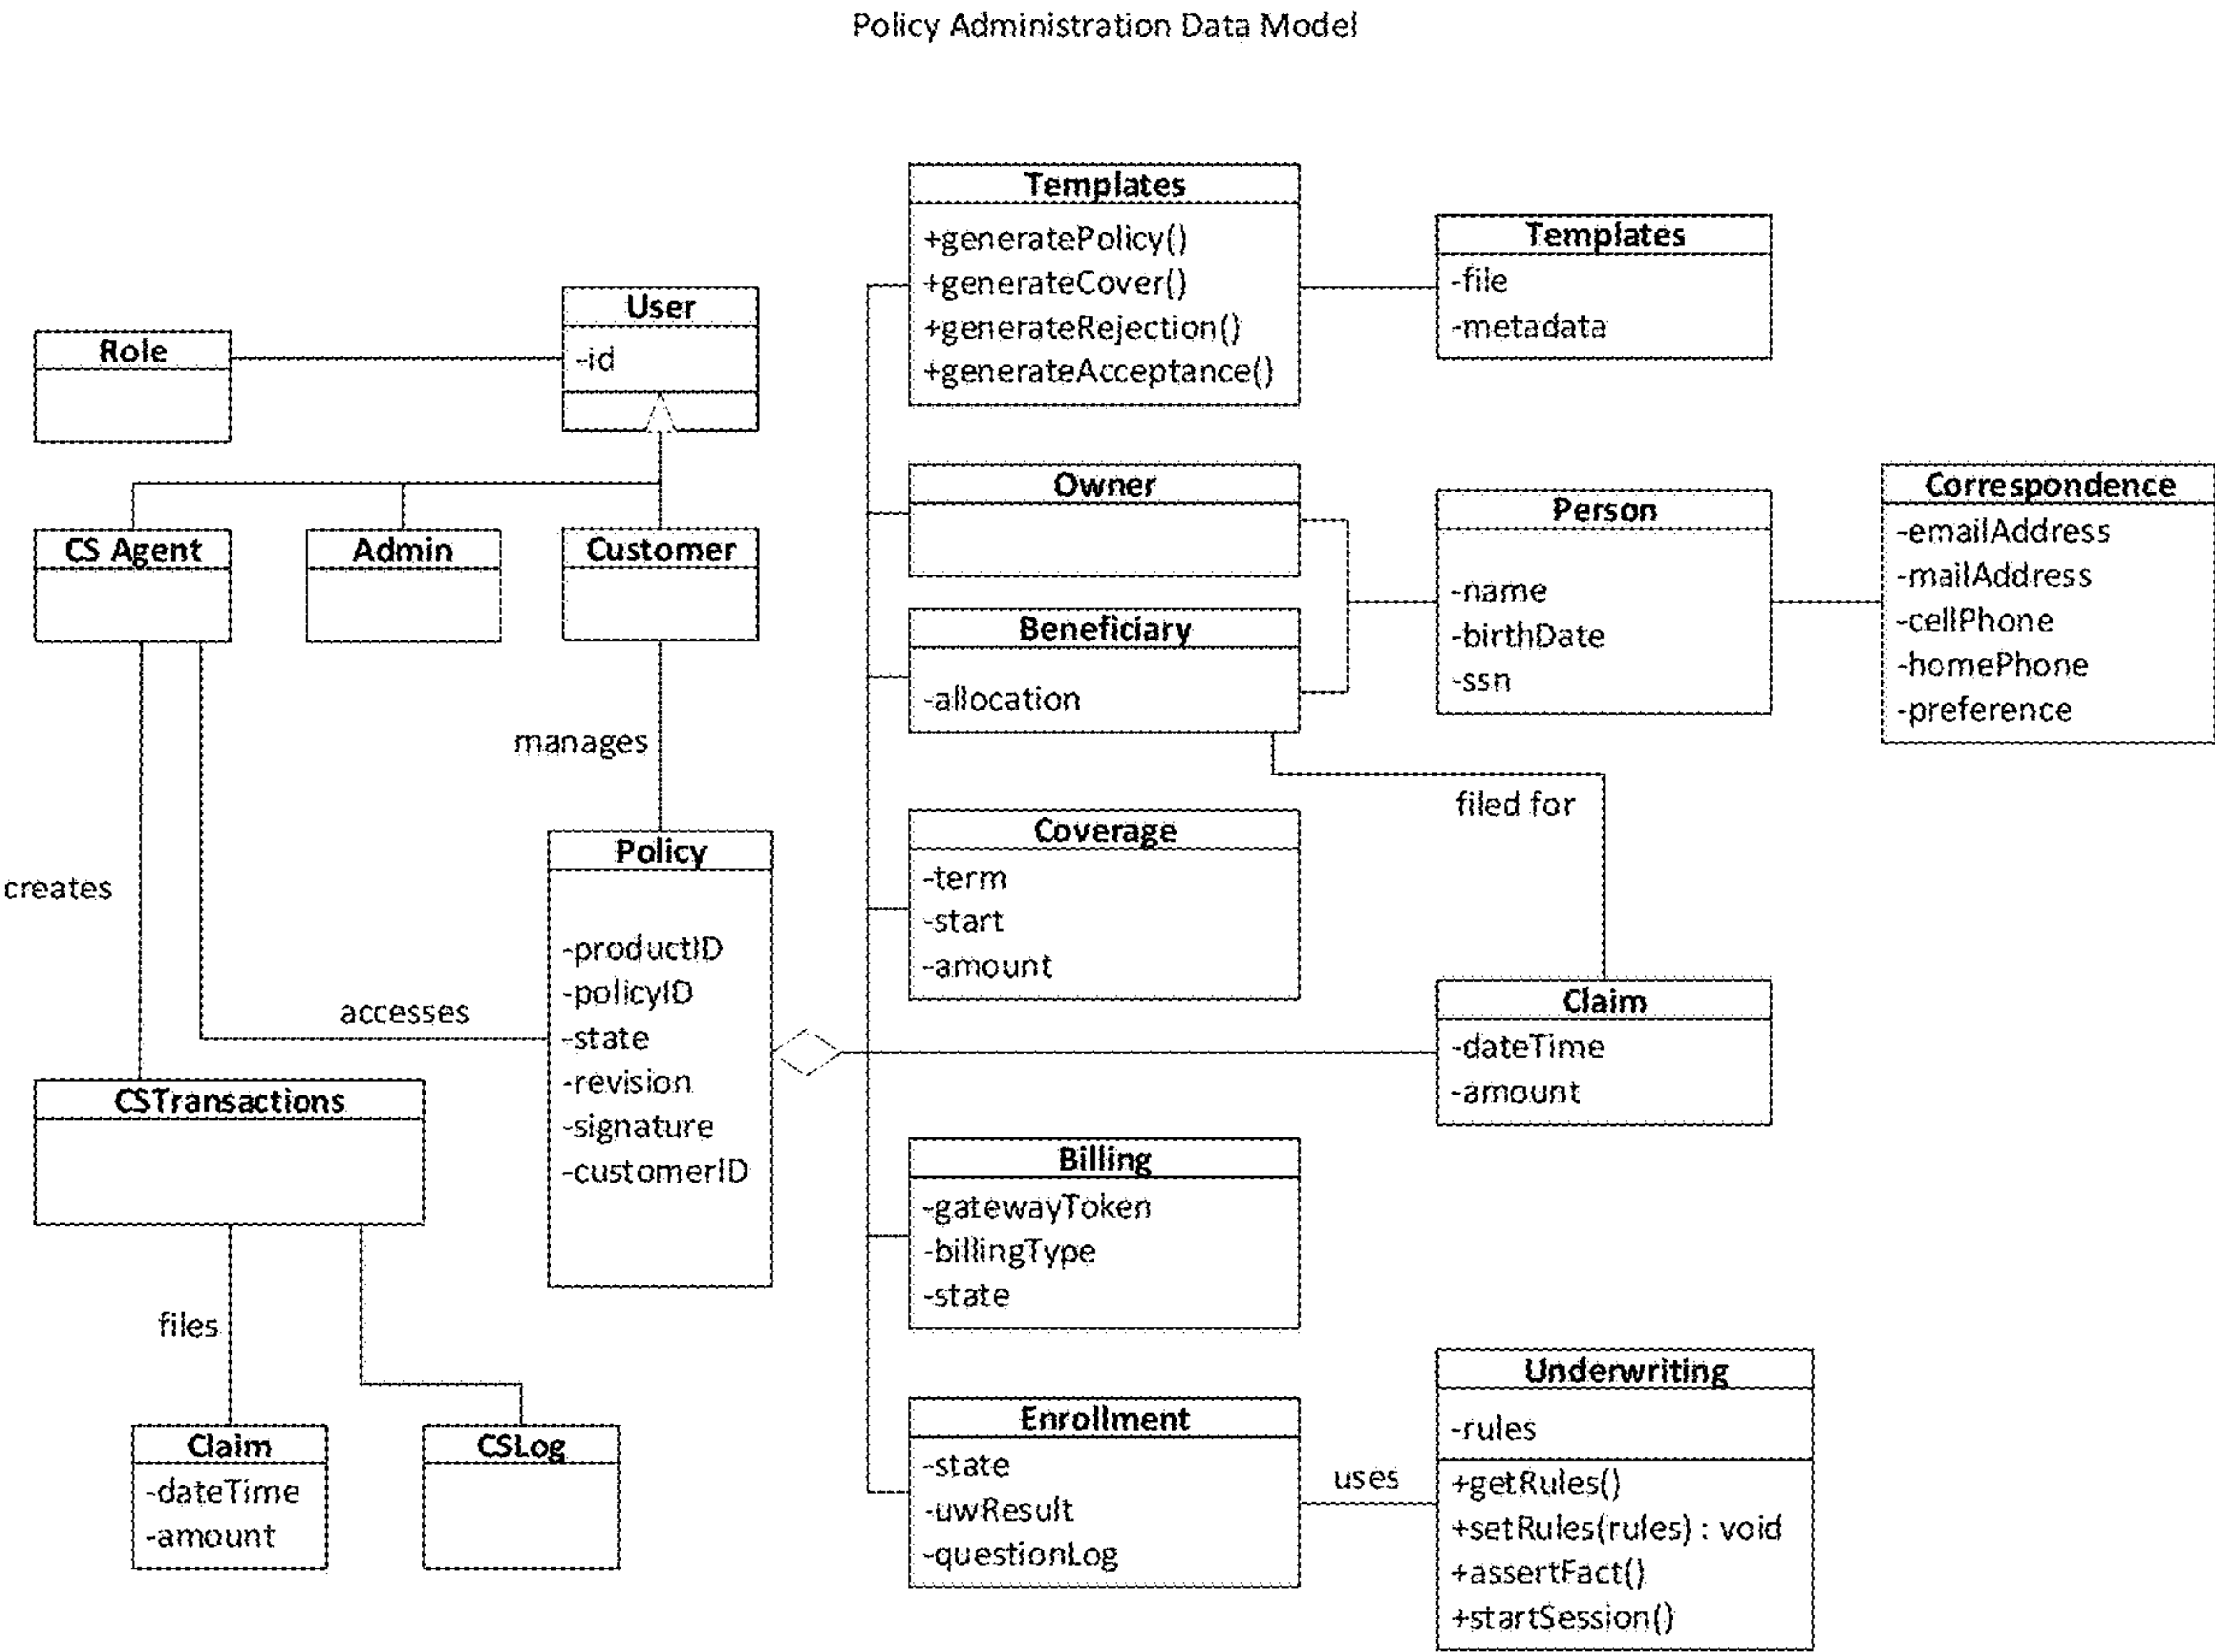 Policy Administration Data Model
Templates
+generatePolicy()
+generateCover()
+generateRejection()
+generateAcceptance()
Templates
-file
-metadata
User
-id
Role
CS Agent
Admin
Customer
Owner
Person
-name
-birthDate
-ssn
Correspondence
-emailAddress
-mailAddress
-cellPhone
-homePhone
-preference
Beneficiary
-allocation
manages
filed for
creates
accesses
Policy
-productID
-policyID
-state
-revision
-signature
-customerID
Coverage
-term
-start
-amount
Claim
-dateTime
-amount
CSTransactions
Billing
-gatewayToken
-billingType
-state
files
Claim
-dateTime
-amount
CSLog
Enrollment
-state
-uwResult
-questionLog
uses
Underwriting
-rules
+getRules()
+setRules(rules) : void
+assertFact()
+startSession()